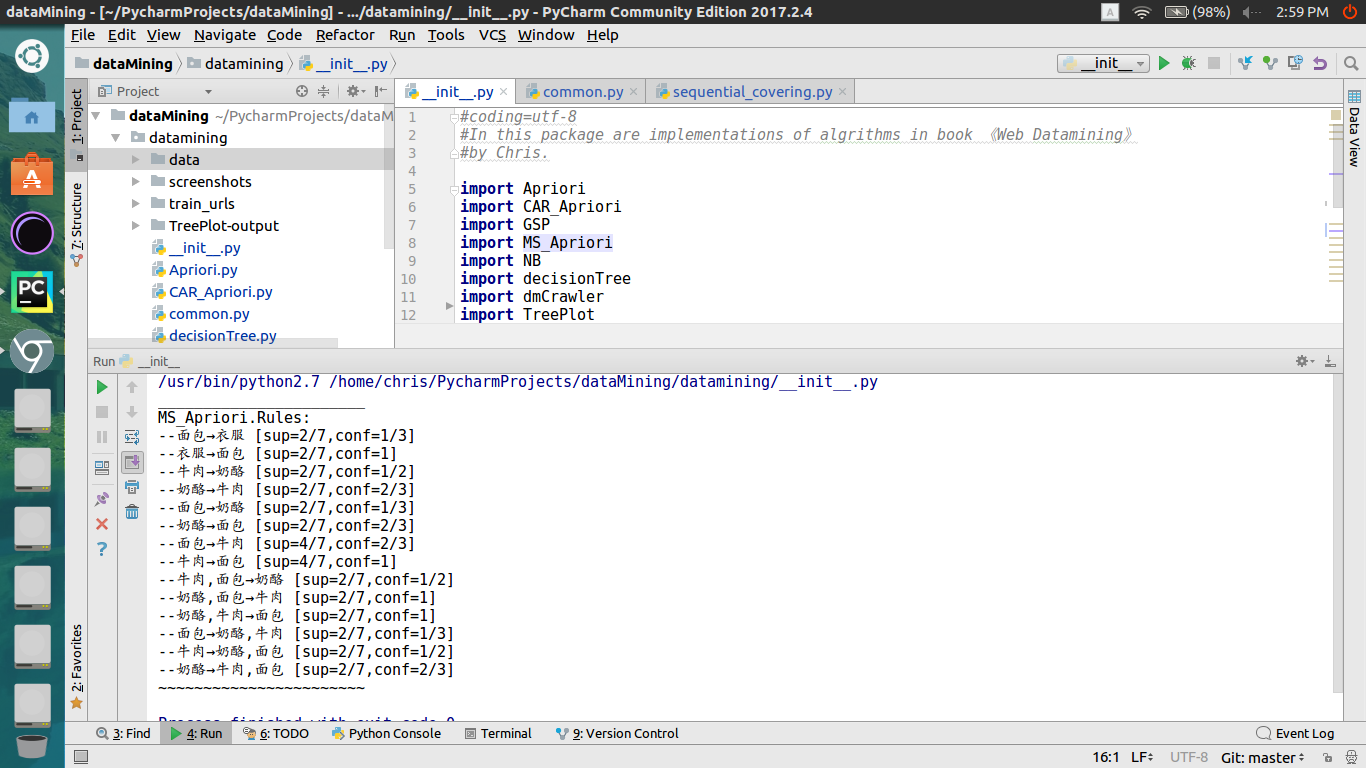 dataMining - [~/PycharmProjects/dataMining] - .../datamining/__init__.py - PyCharm Community Edition 2017.2.4
A
(98%)
2:59 PM
File Edit View Navigate Code Refactor Run Tools VCS Window Help
dataMining datamining __init__.py
__init__
Project
__init__.py
common.py
sequential_covering.py
1: Project
7: Structure
2: Favorites
Data View
dataMining ~/PycharmProjects/dataM
datamining
data
screenshots
train_urls
TreePlot-output
__init__.py
Apriori.py
CAR_Apriori.py
common.py
decisionTree.py
1 #coding=utf-8
2 #In this package are implementations of algrithms in book 《Web Datamining》
3 #by Chris.
4
5 import Apriori
6 import CAR_Apriori
7 import GSP
8 import MS_Apriori
9 import NB
10 import decisionTree
11 import dmCrawler
12 import TreePlot
PC
Run __init__
/usr/bin/python2.7 /home/chris/PycharmProjects/dataMining/datamining/__init__.py
_______________________
MS_Apriori.Rules:
--面包→衣服 [sup=2/7,conf=1/3]
--衣服→面包 [sup=2/7,conf=1]
--牛肉→奶酪 [sup=2/7,conf=1/2]
--奶酪→牛肉 [sup=2/7,conf=2/3]
--面包→奶酪 [sup=2/7,conf=1/3]
--奶酪→面包 [sup=2/7,conf=2/3]
--面包→牛肉 [sup=4/7,conf=2/3]
--牛肉→面包 [sup=4/7,conf=1]
--牛肉,面包→奶酪 [sup=2/7,conf=1/2]
--奶酪,面包→牛肉 [sup=2/7,conf=1]
--奶酪,牛肉→面包 [sup=2/7,conf=1]
--面包→奶酪,牛肉 [sup=2/7,conf=1/3]
--牛肉→奶酪,面包 [sup=2/7,conf=1/2]
--奶酪→牛肉,面包 [sup=2/7,conf=2/3]
~~~~~~~~~~~~~~~~~~~~~~~
Process finished with exit code 0
3: Find
4: Run
6: TODO
Python Console
Terminal
9: Version Control
Event Log
16:1 LF UTF-8 Git: master